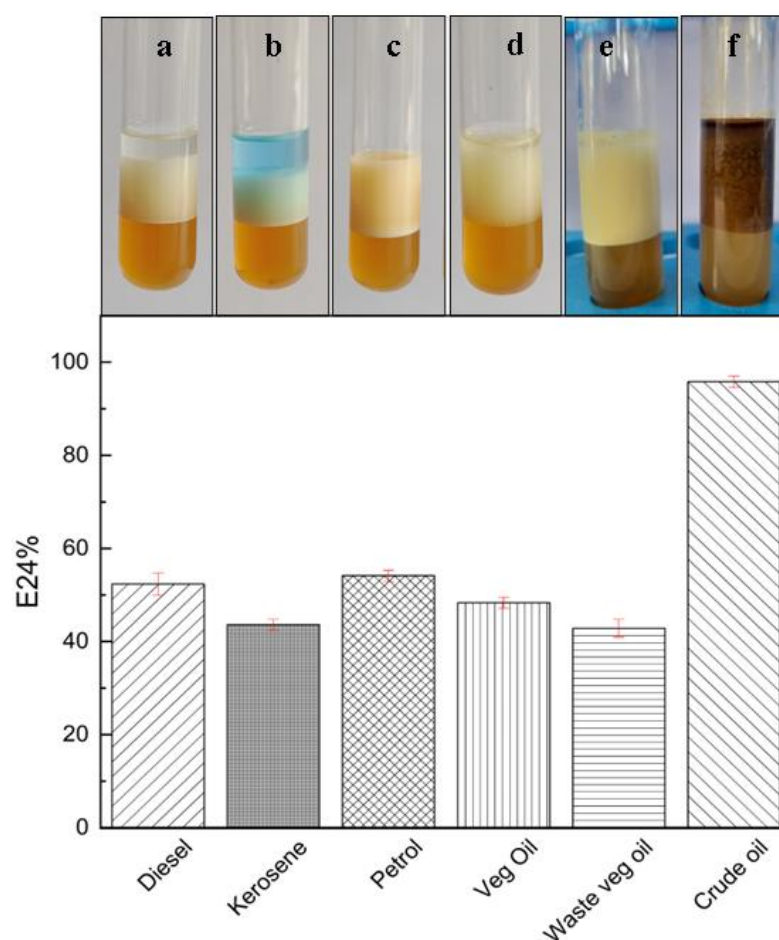 a b c d e f
100
80
60
40
20
0
E24%
Diesel
Kerosene
Petrol
Veg Oil
Waste veg oil
Crude oil